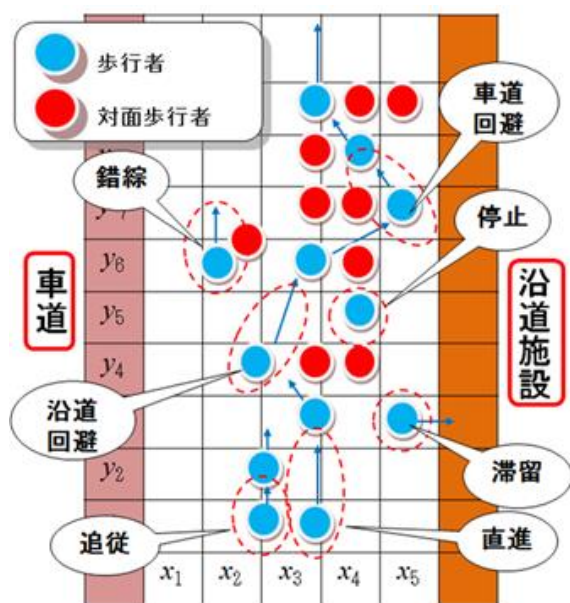 歩行者
対面歩行者
車道
回避
錯綜
停止
y₆
車道
沿道施設
y₅
y₄
沿道
回避
滞留
y₂
追従
直進
x₁ x₂ x₃ x₄ x₅